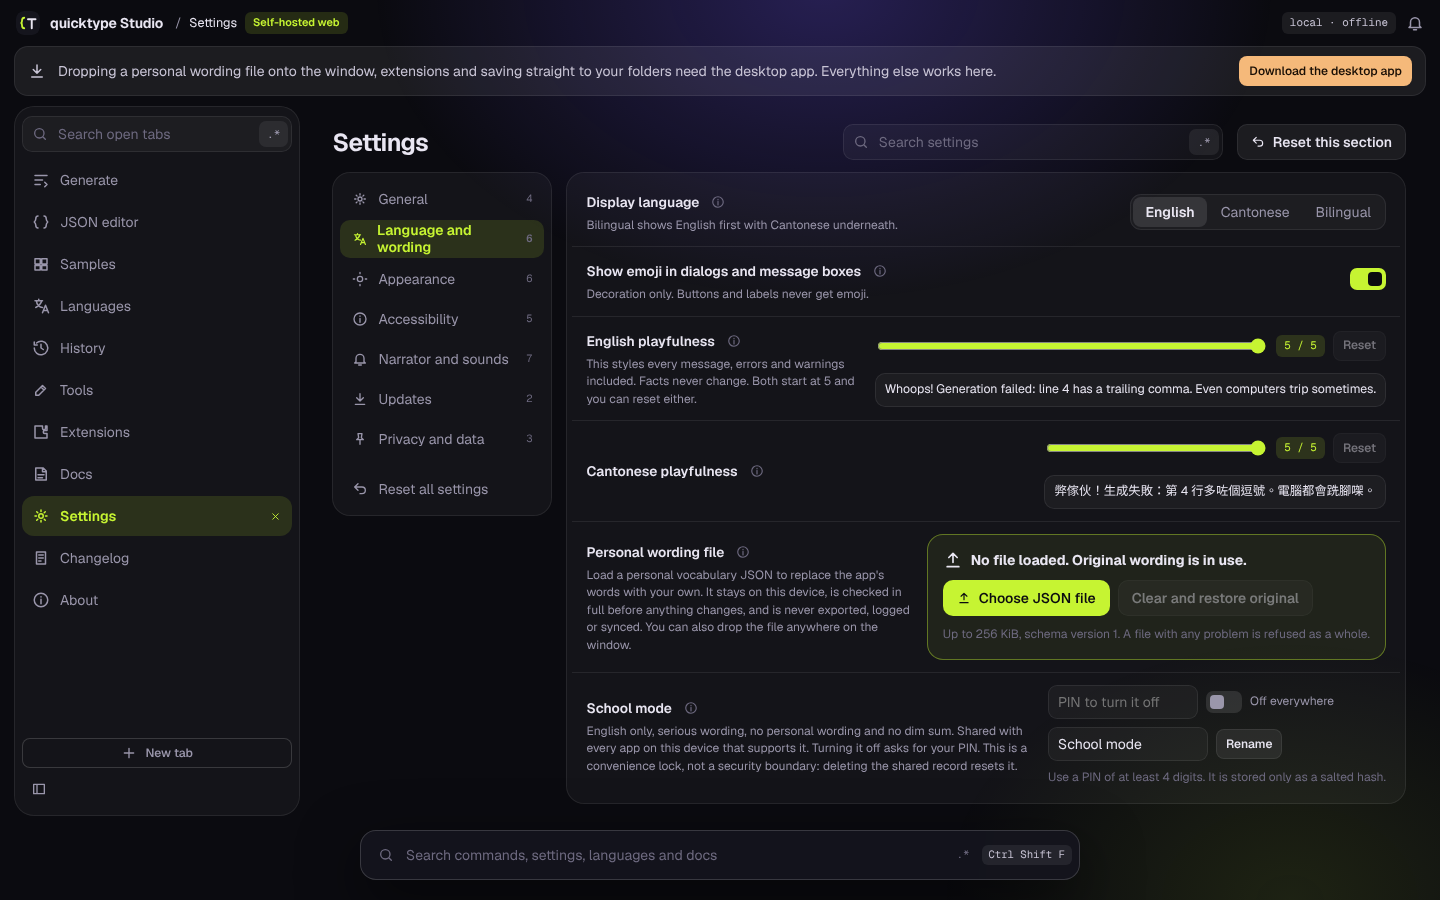 quicktype Studio / Settings Self-hosted web
local · offline
Dropping a personal wording file onto the window, extensions and saving straight to your folders need the desktop app. Everything else works here.
Download the desktop app
Search open tabs .*
Generate
JSON editor
Samples
Languages
History
Tools
Extensions
Docs
Settings
Changelog
About
New tab
Settings
Search settings .*
Reset this section
General 4
Language and
wording 6
Appearance 6
Accessibility 5
Narrator and sounds 7
Updates 2
Privacy and data 3
Reset all settings
Display language
Bilingual shows English first with Cantonese underneath.
English Cantonese Bilingual
Show emoji in dialogs and message boxes
Decoration only. Buttons and labels never get emoji.
English playfulness
This styles every message, errors and warnings
included. Facts never change. Both start at 5 and
you can reset either.
5 / 5 Reset
Whoops! Generation failed: line 4 has a trailing comma. Even computers trip sometimes.
Cantonese playfulness
5 / 5 Reset
弊傢伙！生成失敗：第 4 行多咗個逗號。電腦都會跣腳㗎。
Personal wording file
Load a personal vocabulary JSON to replace the app's
words with your own. It stays on this device, is checked in
full before anything changes, and is never exported, logged
or synced. You can also drop the file anywhere on the
window.
No file loaded. Original wording is in use.
Choose JSON file Clear and restore original
Up to 256 KiB, schema version 1. A file with any problem is refused as a whole.
School mode
English only, serious wording, no personal wording and no dim sum. Shared with
every app on this device that supports it. Turning it off asks for your PIN. This is a
convenience lock, not a security boundary: deleting the shared record resets it.
PIN to turn it off Off everywhere
School mode Rename
Use a PIN of at least 4 digits. It is stored only as a salted hash.
Search commands, settings, languages and docs .* Ctrl Shift F